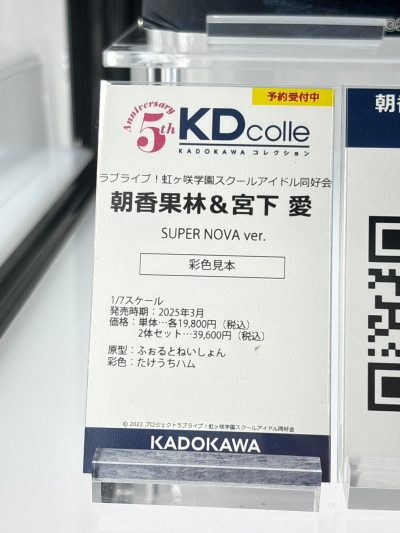 予約受付中
Anniversary
5th
KDcolle
KADOKAWA コレクション
ラブライブ！虹ヶ咲学園スクールアイドル同好会
朝香果林＆宮下 愛
SUPER NOVA ver.
彩色見本
1/7スケール
発売時期：2025年3月
価格：単体…各19,800円（税込）
2体セット…39,600円（税込）
原型：ふぉるとねいしょん
彩色：たけうちハム
© 2022 プロジェクトラブライブ！虹ヶ咲学園スクールアイドル同好会
KADOKAWA
朝香